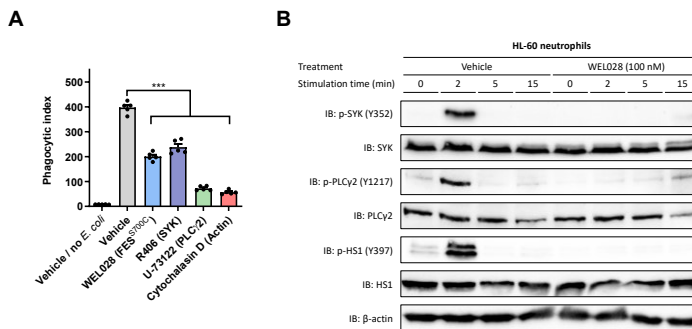 A
Phagocytic index
500
400
300
200
100
0
***
Vehicle / no E. coli
Vehicle
WEL028 (FES^S700C)
R406 (SYK)
U-73122 (PLCγ2)
Cytochalasin D (Actin)
B
HL-60 neutrophils
Treatment Vehicle WEL028 (100 nM)
Stimulation time (min) 0 2 5 15 0 2 5 15
IB: p-SYK (Y352)
IB: SYK
IB: p-PLCγ2 (Y1217)
IB: PLCγ2
IB: p-HS1 (Y397)
IB: HS1
IB: β-actin